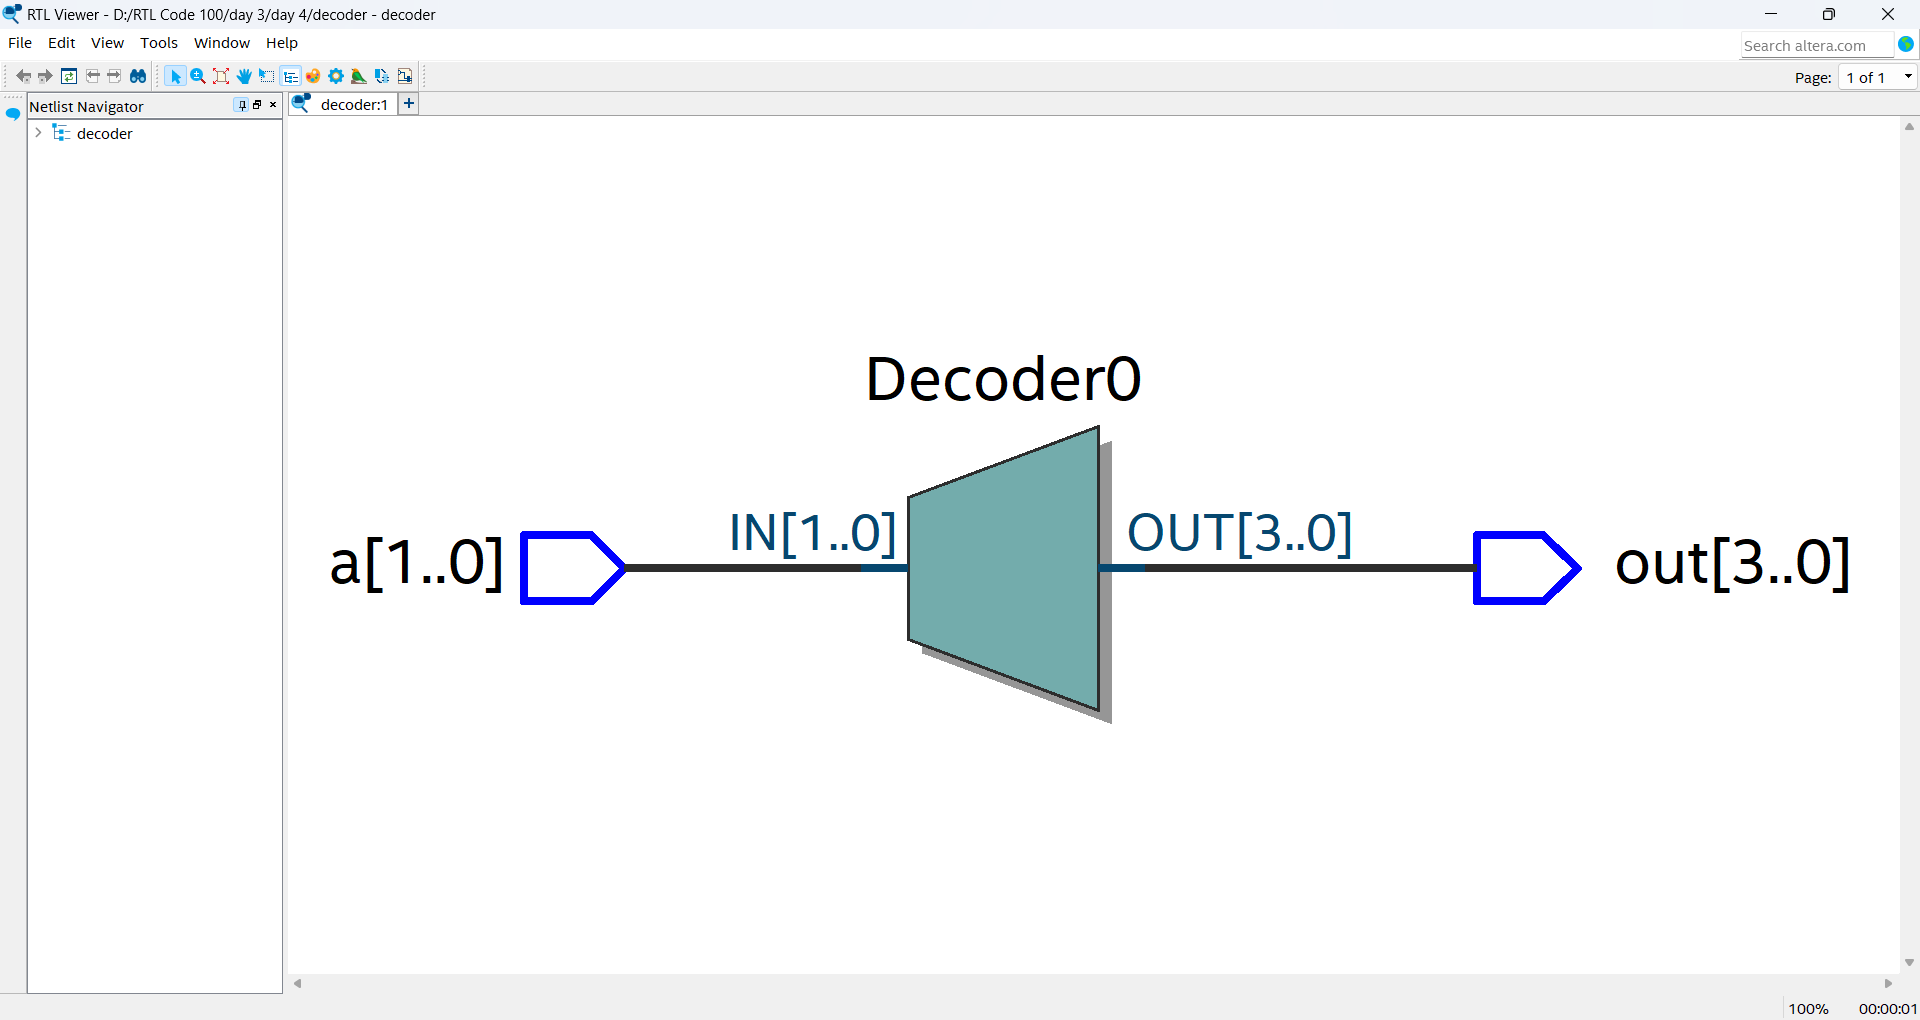 RTL Viewer - D:/RTL Code 100/day 3/day 4/decoder - decoder
File Edit View Tools Window Help
Search altera.com
Page: 1 of 1
Netlist Navigator
decoder:1
decoder
Decoder0
a[1..0] IN[1..0] OUT[3..0] out[3..0]
100% 00:00:01